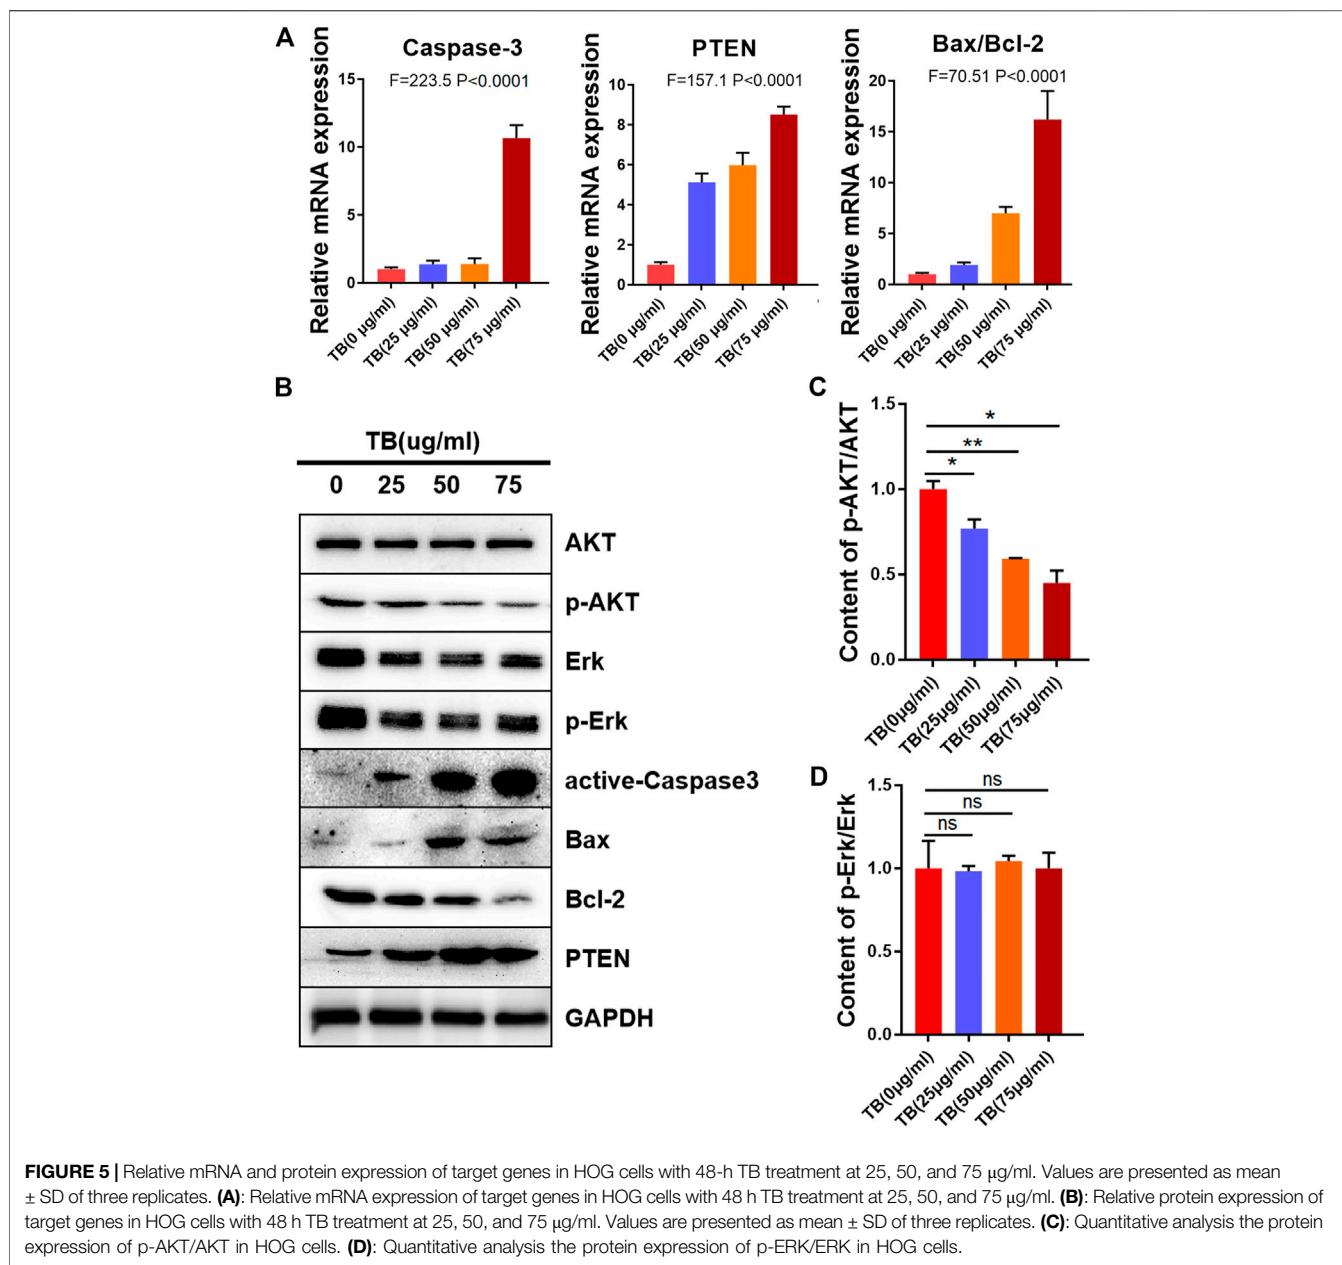 A
Caspase-3
F=223.5 P<0.0001
Relative mRNA expression
15
10
5
0
TB(0 µg/ml)
TB(25 µg/ml)
TB(50 µg/ml)
TB(75 µg/ml)
PTEN
F=157.1 P<0.0001
Relative mRNA expression
10
8
6
4
2
0
TB(0 µg/ml)
TB(25 µg/ml)
TB(50 µg/ml)
TB(75 µg/ml)
Bax/Bcl-2
F=70.51 P<0.0001
Relative mRNA expression
20
15
10
5
0
TB(0 µg/ml)
TB(25 µg/ml)
TB(50 µg/ml)
TB(75 µg/ml)
B
TB(ug/ml)
0 25 50 75
AKT
p-AKT
Erk
p-Erk
active-Caspase3
Bax
Bcl-2
PTEN
GAPDH
C
Content of p-AKT/AKT
1.5
1.0
0.5
0.0
*
**
*
TB(0µg/ml)
TB(25µg/ml)
TB(50µg/ml)
TB(75µg/ml)
D
Content of p-Erk/Erk
1.5
1.0
0.5
0.0
ns
ns
ns
TB(0µg/ml)
TB(25µg/ml)
TB(50µg/ml)
TB(75µg/ml)
FIGURE 5 | Relative mRNA and protein expression of target genes in HOG cells with 48-h TB treatment at 25, 50, and 75 µg/ml. Values are presented as mean
± SD of three replicates. (A): Relative mRNA expression of target genes in HOG cells with 48 h TB treatment at 25, 50, and 75 µg/ml. (B): Relative protein expression of
target genes in HOG cells with 48 h TB treatment at 25, 50, and 75 µg/ml. Values are presented as mean ± SD of three replicates. (C): Quantitative analysis the protein
expression of p-AKT/AKT in HOG cells. (D): Quantitative analysis the protein expression of p-ERK/ERK in HOG cells.